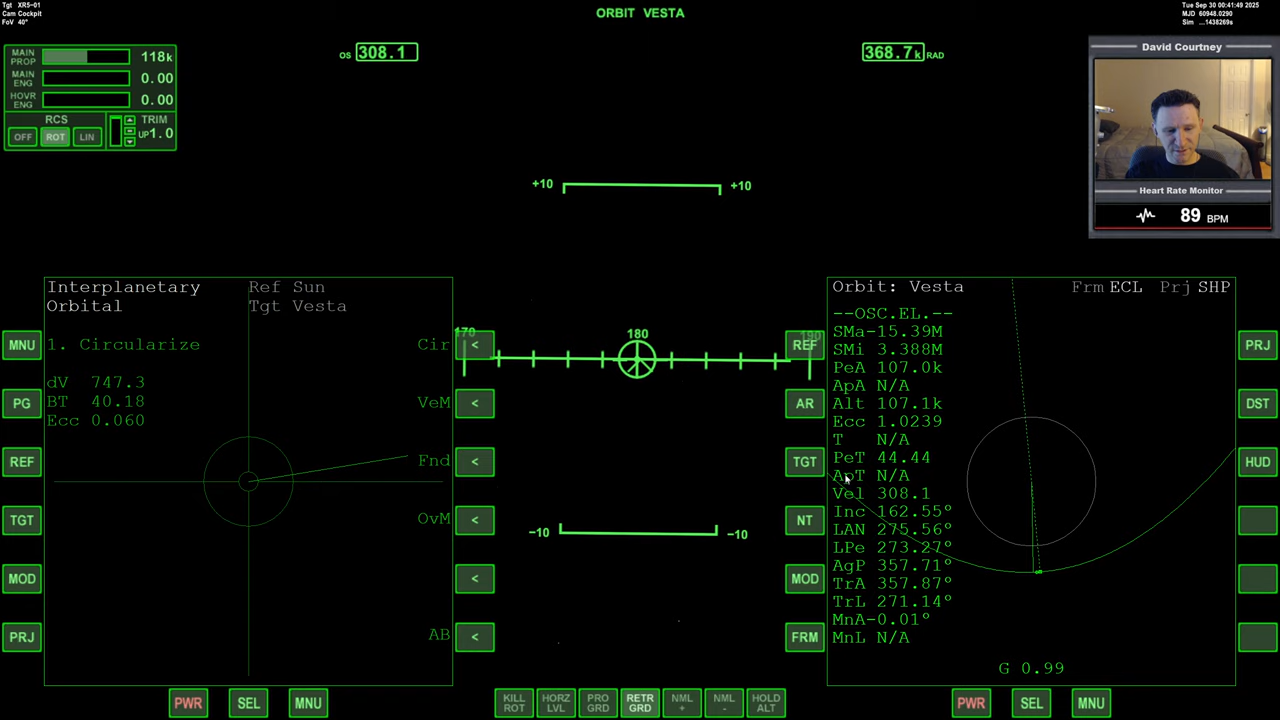 Tgt XR5-01
Cam Cockpit
FoV 40°
ORBIT VESTA
Tue Sep 30 00:41:49 2025
MJD 60948.0290
Sim ...1438269s
OS 308.1
368.7k RAD
MAIN PROP 118k
MAIN ENG 0.00
HOVR ENG 0.00
RCS
OFF ROT LIN
TRIM
UP 1.0
David Courtney
Heart Rate Monitor
89 BPM
+10 +10
170 180 190
-10 -10
Interplanetary Ref Sun
Orbital Tgt Vesta
1. Circularize
dV 747.3
BT 40.18
Ecc 0.060
Cir
VeM
Fnd
OvM
AB
MNU
PG
REF
TGT
MOD
PRJ
<
<
<
<
<
<
PWR SEL MNU
KILL ROT
HORZ LVL
PRO GRD
RETR GRD
NML +
NML -
HOLD ALT
Orbit: Vesta Frm ECL Prj SHP
--OSC.EL.--
SMa-15.39M
SMi 3.388M
PeA 107.0k
ApA N/A
Alt 107.1k
Ecc 1.0239
T N/A
PeT 44.44
ApT N/A
Vel 308.1
Inc 162.55°
LAN 275.56°
LPe 273.27°
AgP 357.71°
TrA 357.87°
TrL 271.14°
MnA-0.01°
MnL N/A
G 0.99
REF
AR
TGT
NT
MOD
FRM
PRJ
DST
HUD
PWR SEL MNU